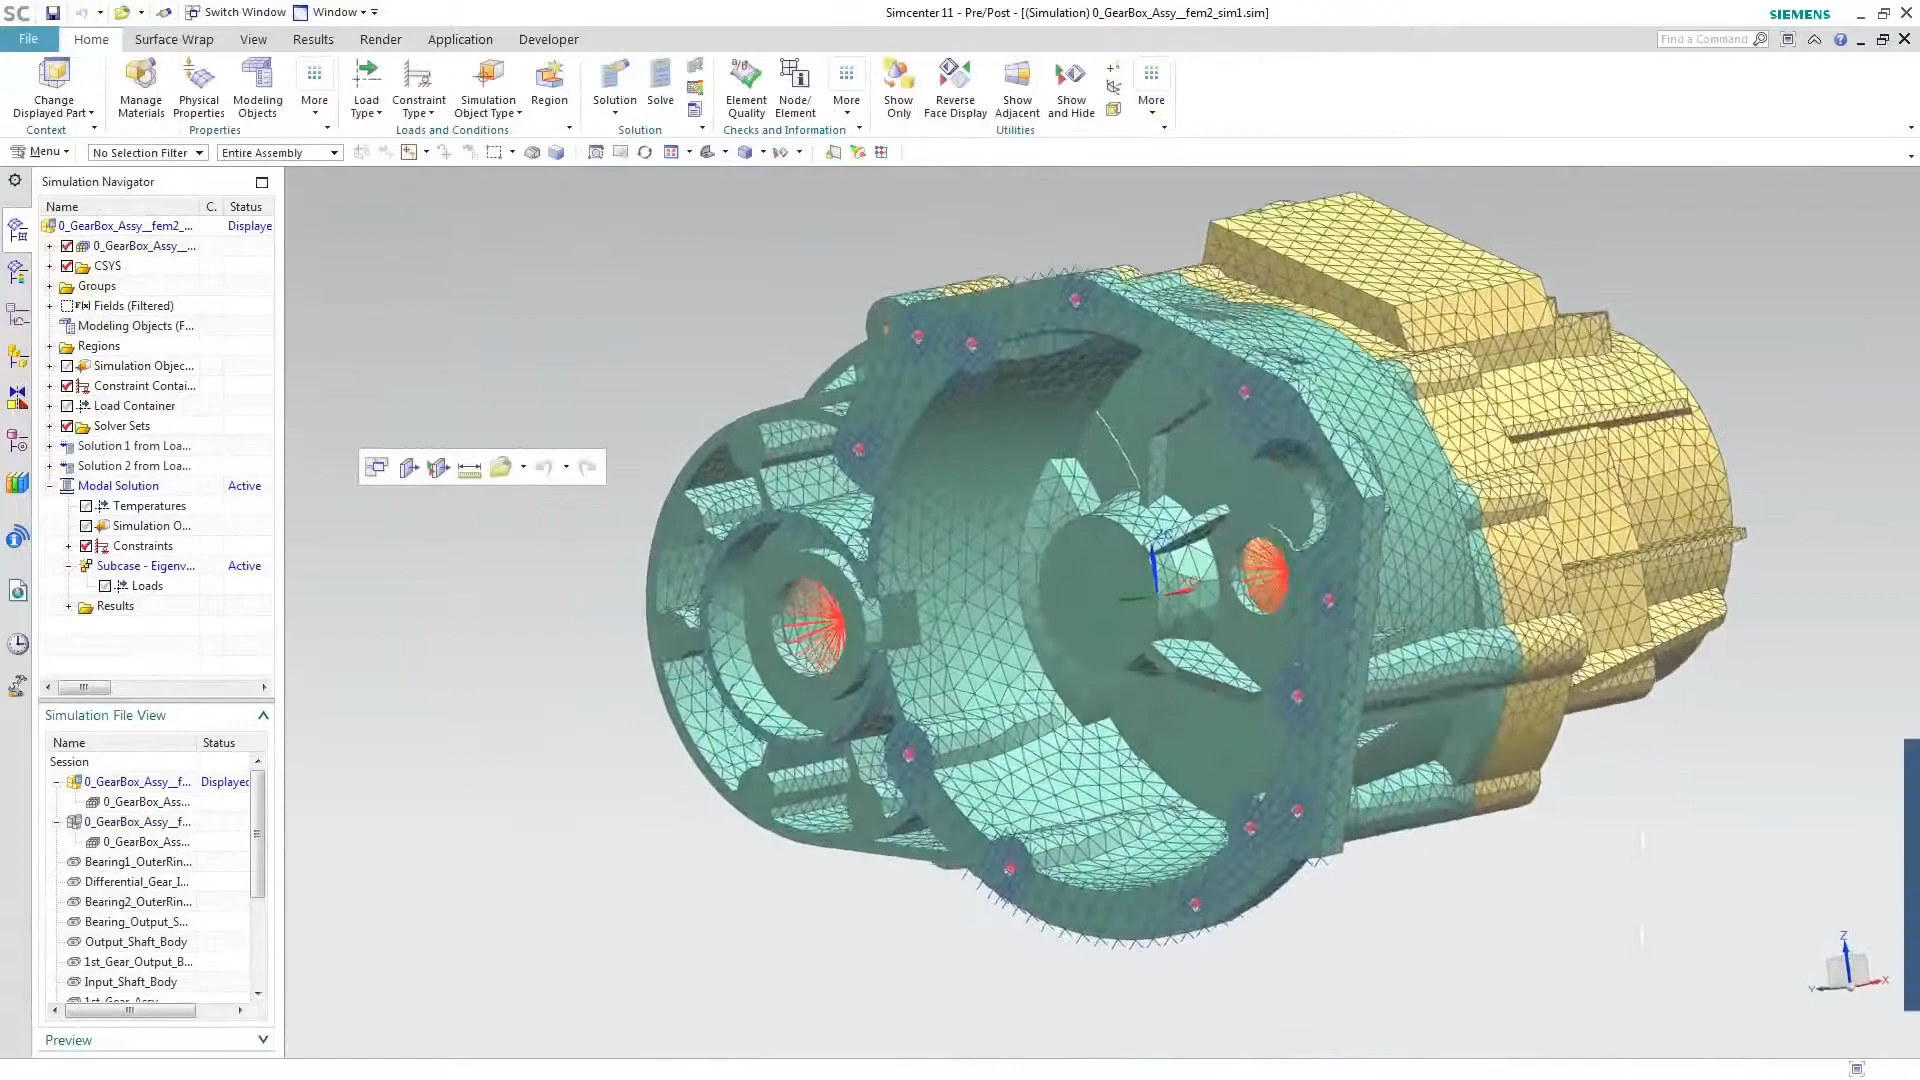 SC Switch Window Window Simcenter 11 - Pre/Post - [(Simulation) 0_GearBox_Assy__fem2_sim1.sim] SIEMENS
File Home Surface Wrap View Results Render Application Developer Find a Command
Change Displayed Part
Manage Materials
Physical Properties
Modeling Objects
More
Load Type
Constraint Type
Simulation Object Type
Region
Solution
Solve
Element Quality
Node/ Element
More
Show Only
Reverse Face Display
Show Adjacent
Show and Hide
More
Context Properties Loads and Conditions Solution Checks and Information Utilities
Menu No Selection Filter Entire Assembly
Simulation Navigator
Name C. Status
0_GearBox_Assy__fem2_... Displaye
0_GearBox_Assy__...
CSYS
Groups
Fields (Filtered)
Modeling Objects (F...
Regions
Simulation Objec...
Constraint Contai...
Load Container
Solver Sets
Solution 1 from Loa...
Solution 2 from Loa...
Modal Solution Active
Temperatures
Simulation O...
Constraints
Subcase - Eigenv... Active
Loads
Results
Simulation File View
Name Status
Session
0_GearBox_Assy__f... Displayed
0_GearBox_Ass...
0_GearBox_Assy__f...
0_GearBox_Ass...
Bearing1_OuterRin...
Differential_Gear_I...
Bearing2_OuterRin...
Bearing_Output_S...
Output_Shaft_Body
1st_Gear_Output_B...
Input_Shaft_Body
1st_Gear_Assy
Preview
Z
Y X